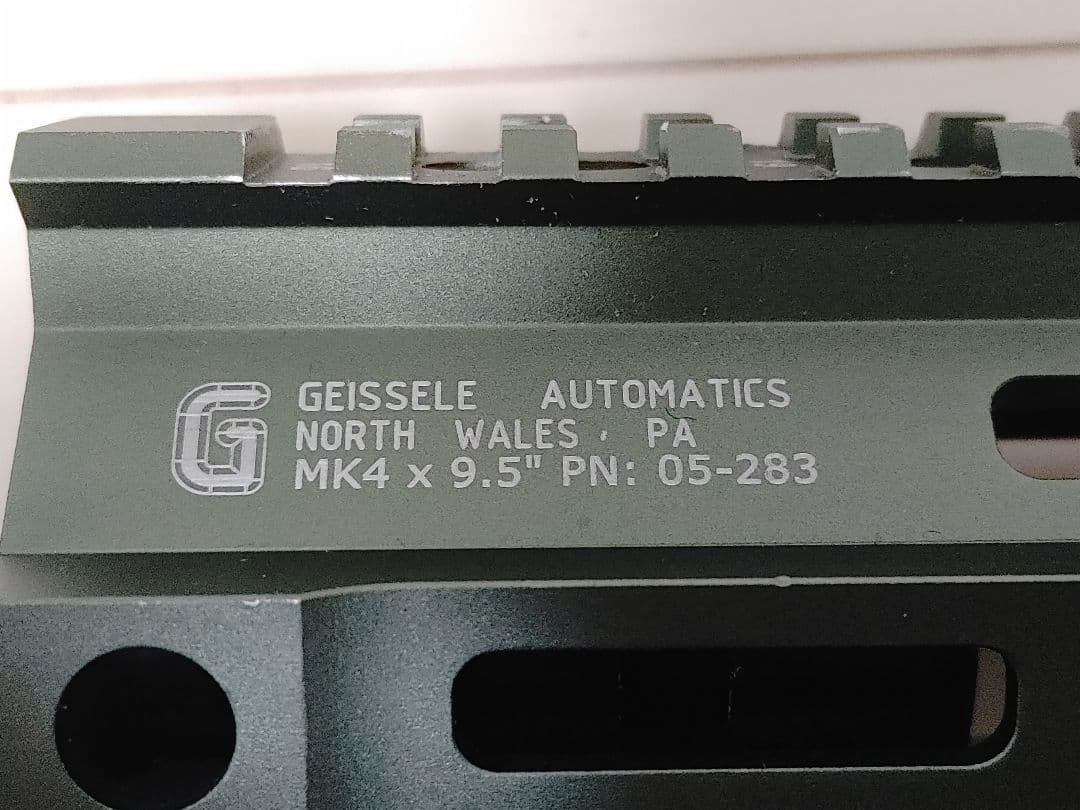 G GEISSELE AUTOMATICS
NORTH WALES, PA
MK4 x 9.5" PN: 05-283